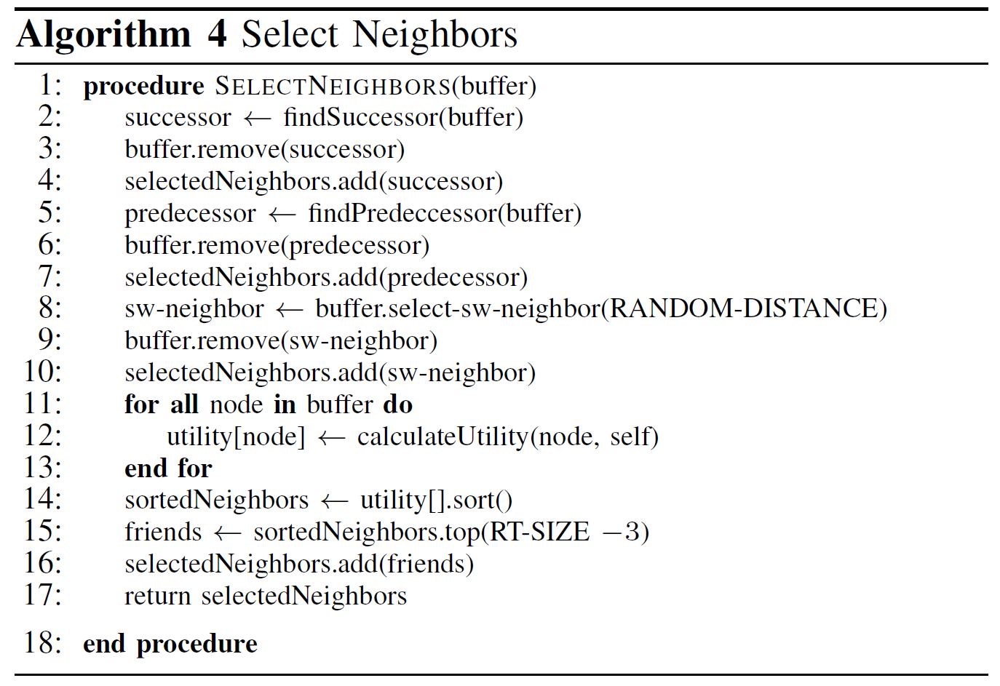 Algorithm 4 Select Neighbors
1: procedure SELECTNEIGHBORS(buffer)
2: successor ← findSuccessor(buffer)
3: buffer.remove(successor)
4: selectedNeighbors.add(successor)
5: predecessor ← findPredeccessor(buffer)
6: buffer.remove(predecessor)
7: selectedNeighbors.add(predecessor)
8: sw-neighbor ← buffer.select-sw-neighbor(RANDOM-DISTANCE)
9: buffer.remove(sw-neighbor)
10: selectedNeighbors.add(sw-neighbor)
11: for all node in buffer do
12: utility[node] ← calculateUtility(node, self)
13: end for
14: sortedNeighbors ← utility[].sort()
15: friends ← sortedNeighbors.top(RT-SIZE −3)
16: selectedNeighbors.add(friends)
17: return selectedNeighbors
18: end procedure